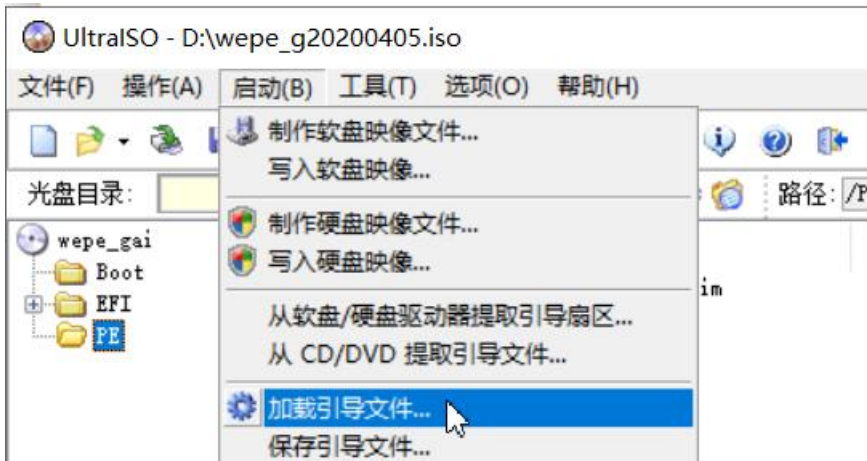 UltraISO - D:\wepe_g20200405.iso
文件(F) 操作(A) 启动(B) 工具(T) 选项(O) 帮助(H)
制作软盘映像文件...
写入软盘映像...
光盘目录: 路径: /P
制作硬盘映像文件...
写入硬盘映像...
wepe_gai
Boot
EFI
PE
im
从软盘/硬盘驱动器提取引导扇区...
从 CD/DVD 提取引导文件...
加载引导文件...
保存引导文件...